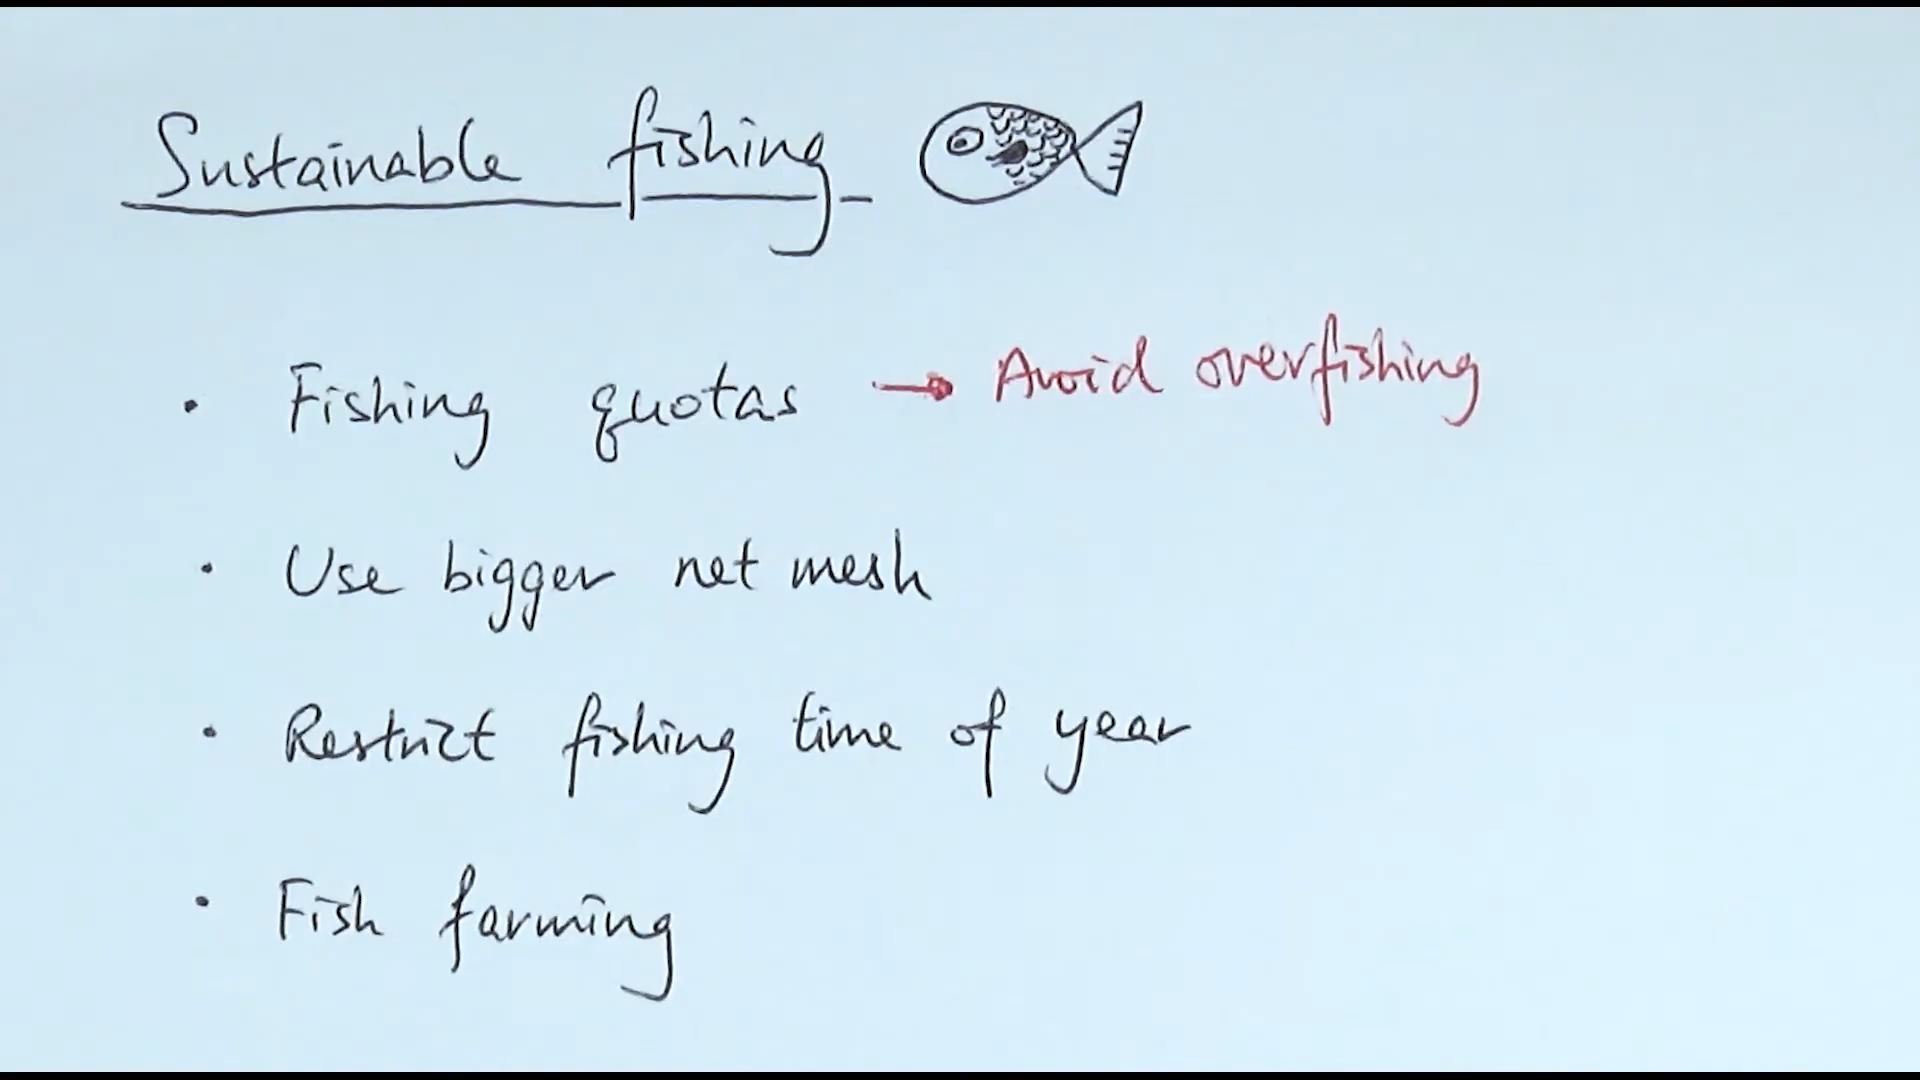 Sustainable fishing
· Fishing quotas → Avoid overfishing
· Use bigger net mesh
· Restrict fishing time of year
· Fish farming